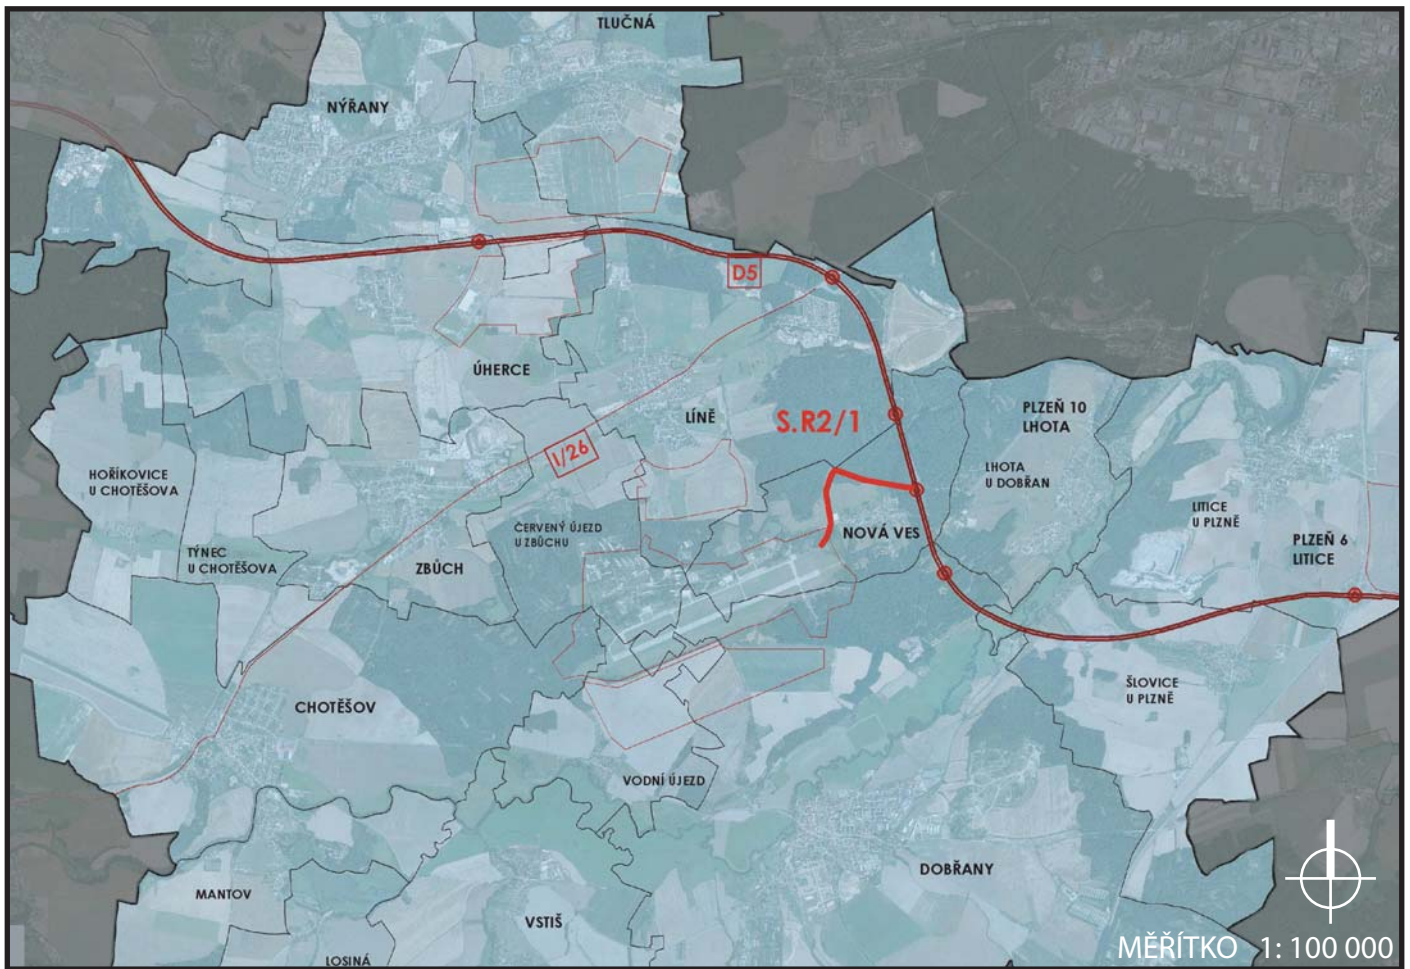 TLUČNÁ
NÝŘANY
D5
ÚHERCE
LÍNĚ
S.R2/1
PLZEŇ 10
LHOTA
I/26
HOŘÍKOVICE
U CHOTĚŠOVA
LHOTA
U DOBŘAN
LITICE
U PLZNĚ
ČERVENÝ ÚJEZD
U ZBŮCHU
NOVÁ VES
PLZEŇ 6
LITICE
TÝNEC
U CHOTĚŠOVA
ZBŮCH
CHOTĚŠOV
ŠLOVICE
U PLZNĚ
VODNÍ ÚJEZD
DOBŘANY
MANTOV
VSTIŠ
LOSINÁ
MĚŘÍTKO 1: 100 000